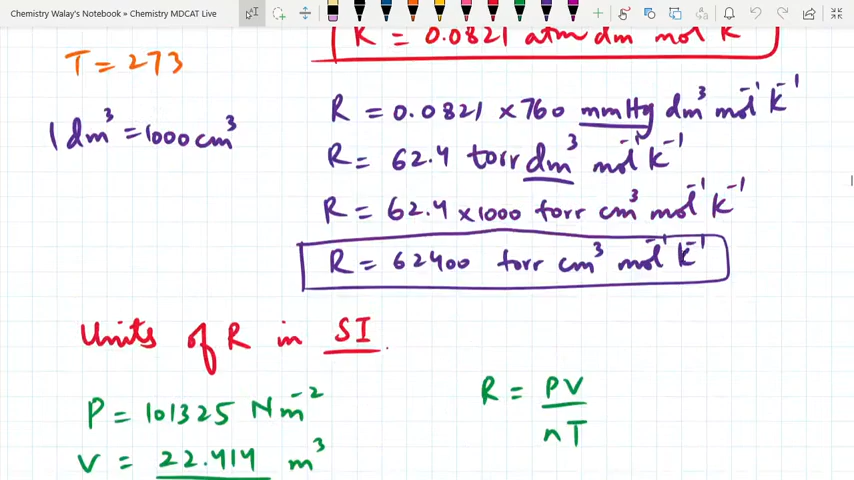 Chemistry Walay's Notebook » Chemistry MDCAT Live
R = 0.0821 atm dm mol K
T = 273
R = 0.0821 × 760 mmHg dm³ mol⁻¹ K⁻¹
1 dm³ = 1000 cm³
R = 62.4 torr dm³ mol⁻¹ K⁻¹
R = 62.4 × 1000 torr cm³ mol⁻¹ K⁻¹
R = 62400 torr cm³ mol⁻¹ K⁻¹
Units of R in SI
P = 101325 N m⁻²
R = PV / nT
V = 22.414 m³